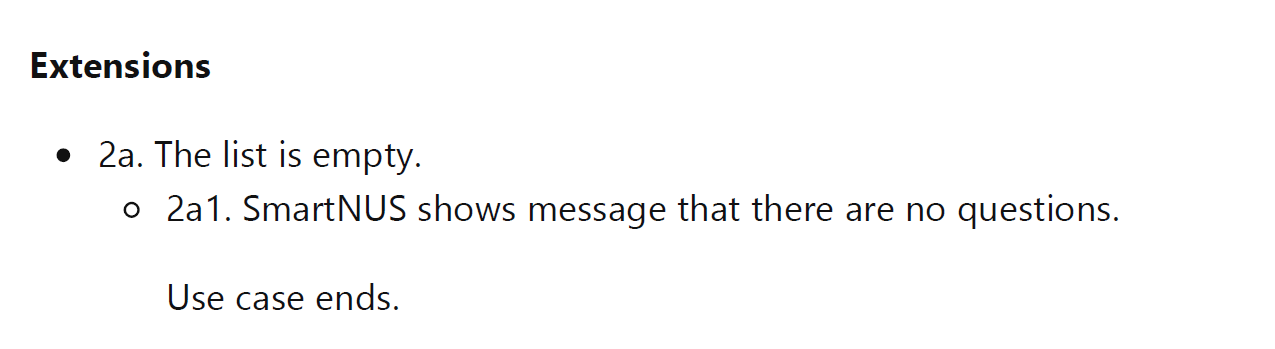 Extensions
2a. The list is empty.
2a1. SmartNUS shows message that there are no questions.
Use case ends.